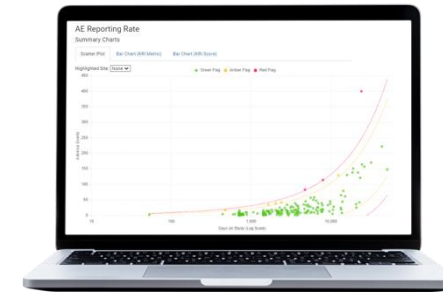 AE Reporting Rate
Summary Charts
Scatter Plot Bar Chart (KRI Metric) Bar Chart (KRI Score)
Highlighted Site: None
Green Flag Amber Flag Red Flag
450
400
350
300
250
200
150
100
50
0
10 100 1,000 10,000
Days on Study (Log Scale)